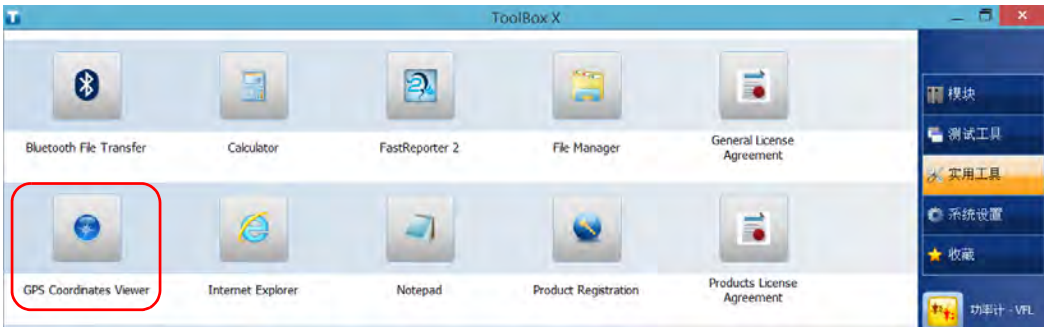 ToolBox X
Bluetooth File Transfer
Calculator
FastReporter 2
File Manager
General License
Agreement
GPS Coordinates Viewer
Internet Explorer
Notepad
Product Registration
Products License
Agreement
模块
测试工具
实用工具
系统设置
收藏
功率计 - VFL